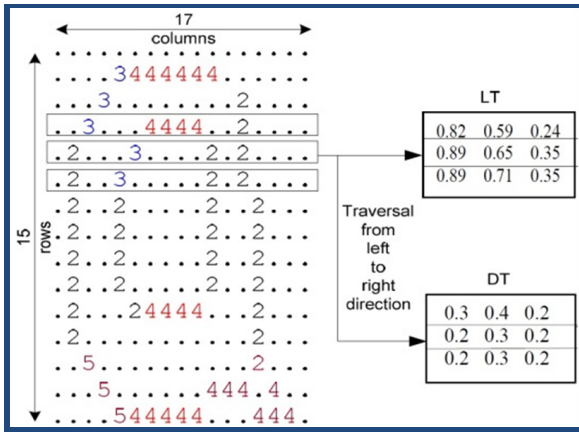 17
columns
15
rows
.................
....3444444......
...3........2....
..3...4444..2....
.2...3....2.2....
.2..3.....2.2....
.2..2.....2..2...
.2..2.....2..2...
.2..2.....2..2...
.2..2.....2..2...
.2...24444...2...
.2...........2...
..5..........2...
...5......444.4..
....544444...444.
Traversal
from
left
to
right
direction
LT
0.82 0.59 0.24
0.89 0.65 0.35
0.89 0.71 0.35
DT
0.3 0.4 0.2
0.2 0.3 0.2
0.2 0.3 0.2